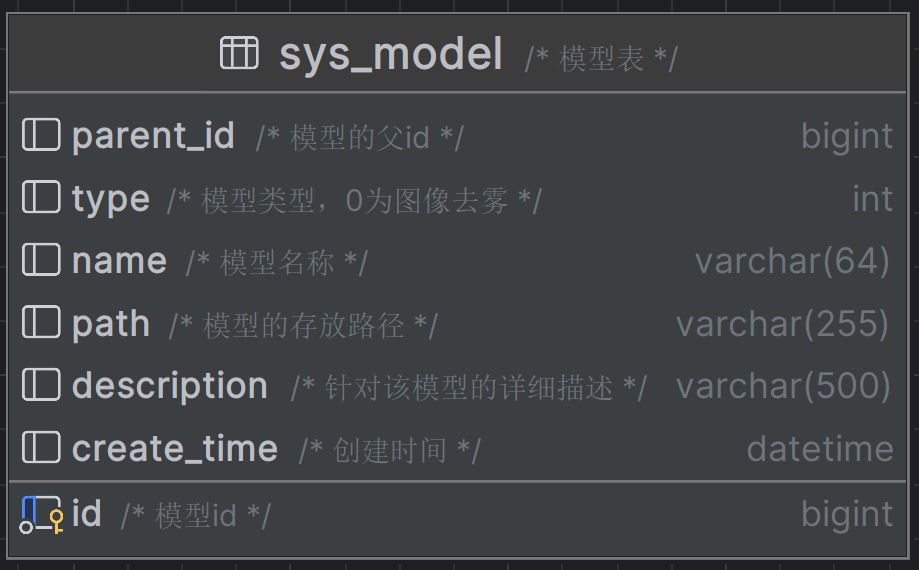 sys_model /* 模型表 */
parent_id /* 模型的父id */ bigint
type /* 模型类型，0为图像去雾 */ int
name /* 模型名称 */ varchar(64)
path /* 模型的存放路径 */ varchar(255)
description /* 针对该模型的详细描述 */ varchar(500)
create_time /* 创建时间 */ datetime
id /* 模型id */ bigint